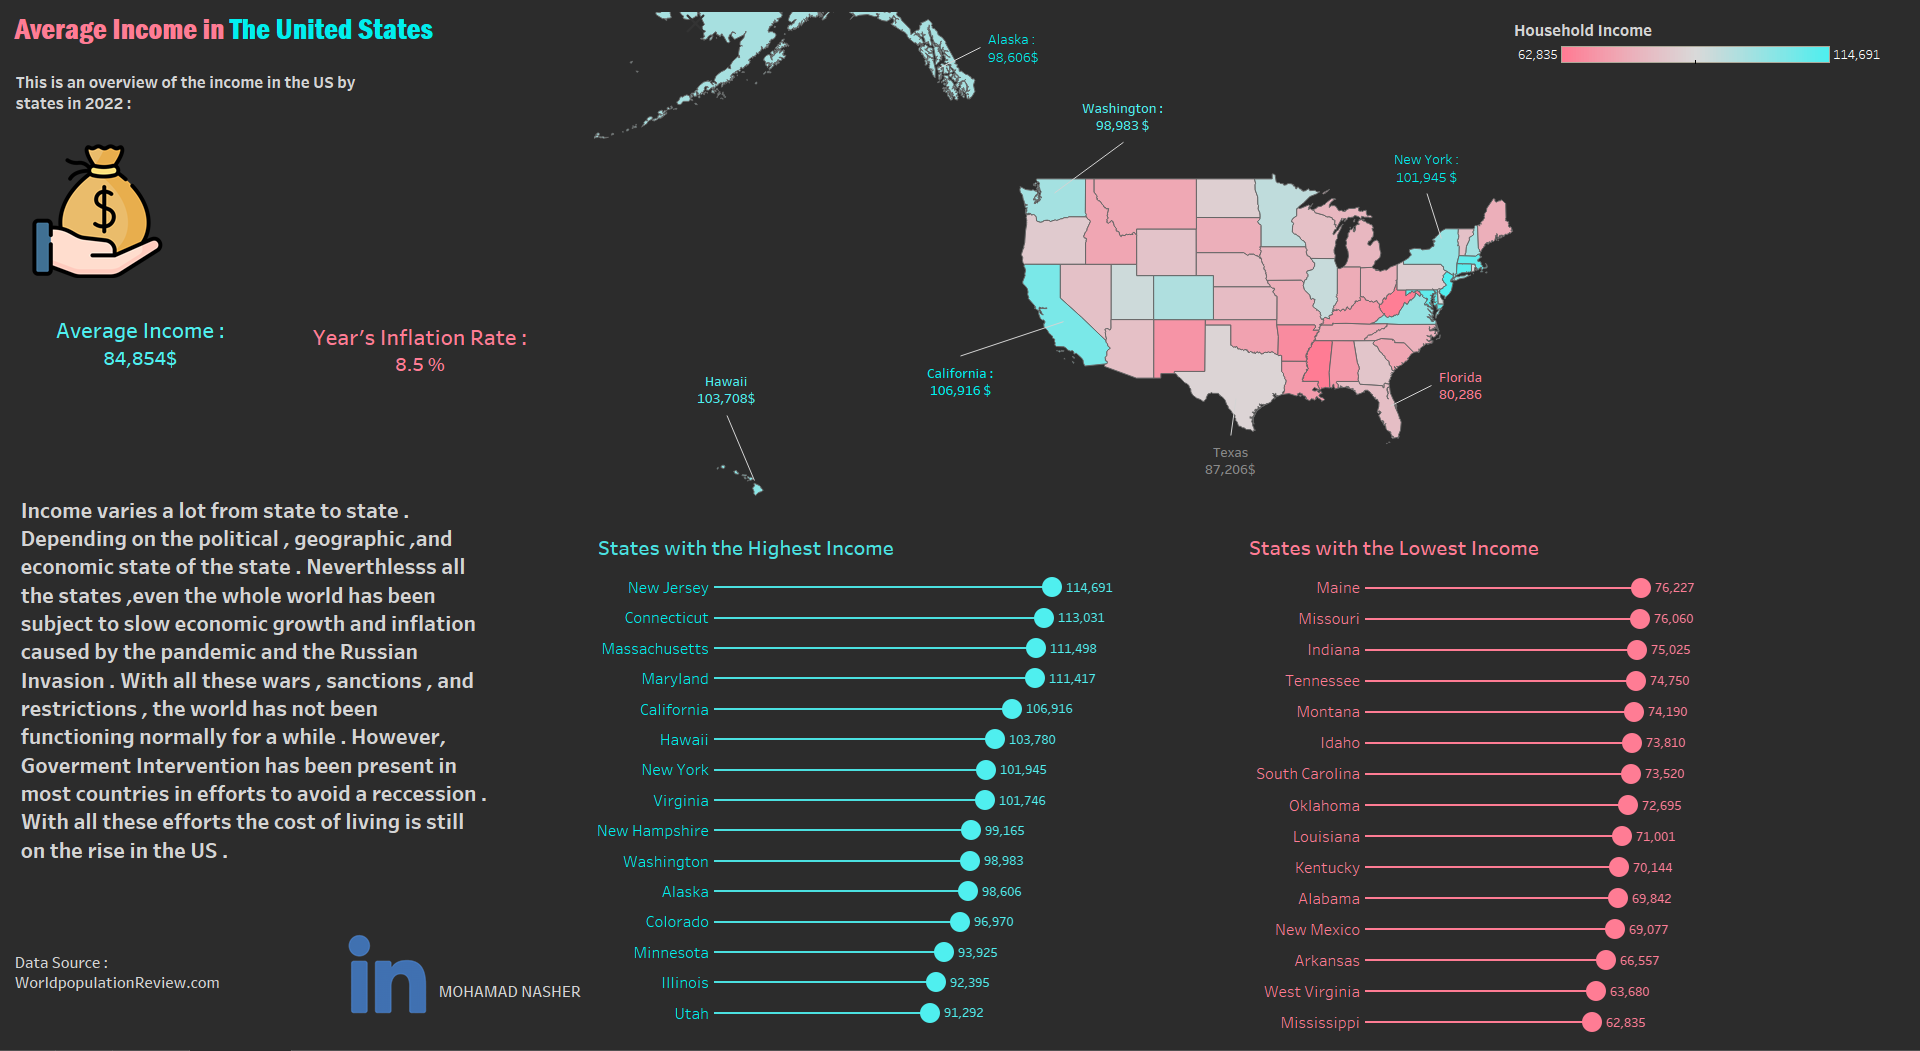 Average Income in The United States
This is an overview of the income in the US by
states in 2022 :
$
Average Income :
84,854$
Year's Inflation Rate :
8.5 %
Income varies a lot from state to state .
Depending on the political , geographic ,and
economic state of the state . Neverthlesss all
the states ,even the whole world has been
subject to slow economic growth and inflation
caused by the pandemic and the Russian
Invasion . With all these wars , sanctions , and
restrictions , the world has not been
functioning normally for a while . However,
Goverment Intervention has been present in
most countries in efforts to avoid a reccession .
With all these efforts the cost of living is still
on the rise in the US .
Data Source :
WorldpopulationReview.com
in
MOHAMAD NASHER
Alaska :
98,606$
Washington :
98,983 $
New York :
101,945 $
California :
106,916 $
Hawaii
103,708$
Florida
80,286
Texas
87,206$
Household Income
62,835 114,691
States with the Highest Income
New Jersey 114,691
Connecticut 113,031
Massachusetts 111,498
Maryland 111,417
California 106,916
Hawaii 103,780
New York 101,945
Virginia 101,746
New Hampshire 99,165
Washington 98,983
Alaska 98,606
Colorado 96,970
Minnesota 93,925
Illinois 92,395
Utah 91,292
States with the Lowest Income
Maine 76,227
Missouri 76,060
Indiana 75,025
Tennessee 74,750
Montana 74,190
Idaho 73,810
South Carolina 73,520
Oklahoma 72,695
Louisiana 71,001
Kentucky 70,144
Alabama 69,842
New Mexico 69,077
Arkansas 66,557
West Virginia 63,680
Mississippi 62,835